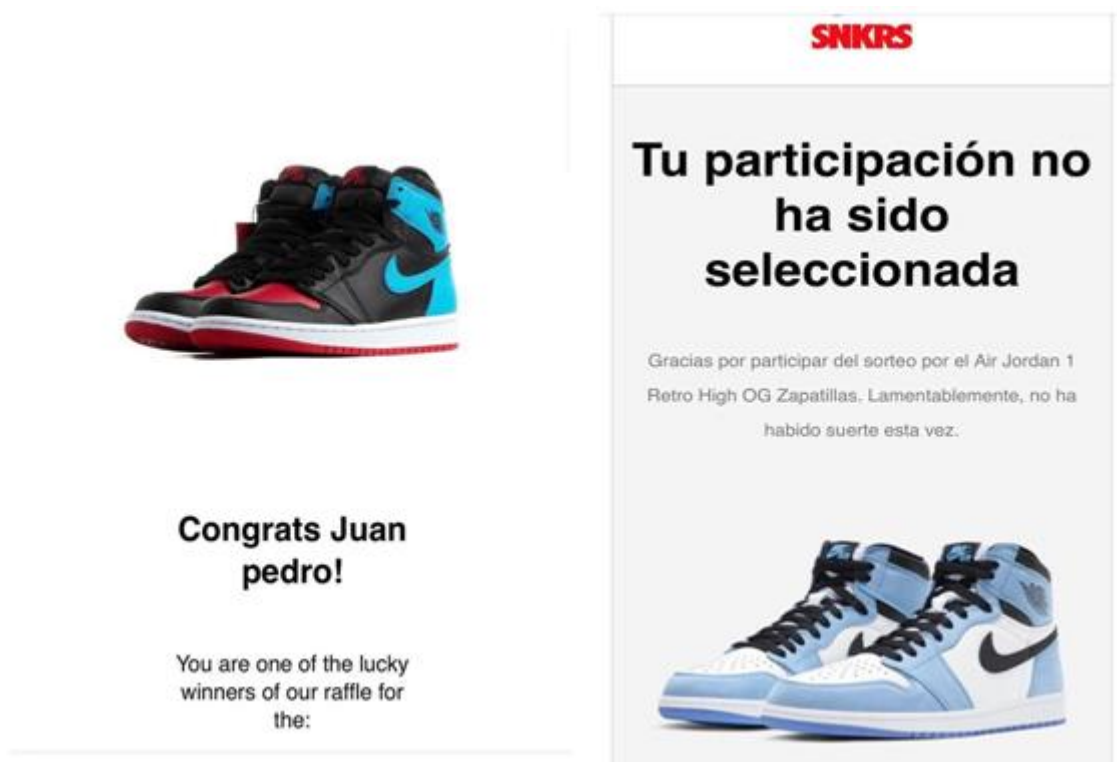 Congrats Juan
pedro!
You are one of the lucky
winners of our raffle for
the:
SNKRS
Tu participación no
ha sido
seleccionada
Gracias por participar del sorteo por el Air Jordan 1
Retro High OG Zapatillas. Lamentablemente, no ha
habido suerte esta vez.